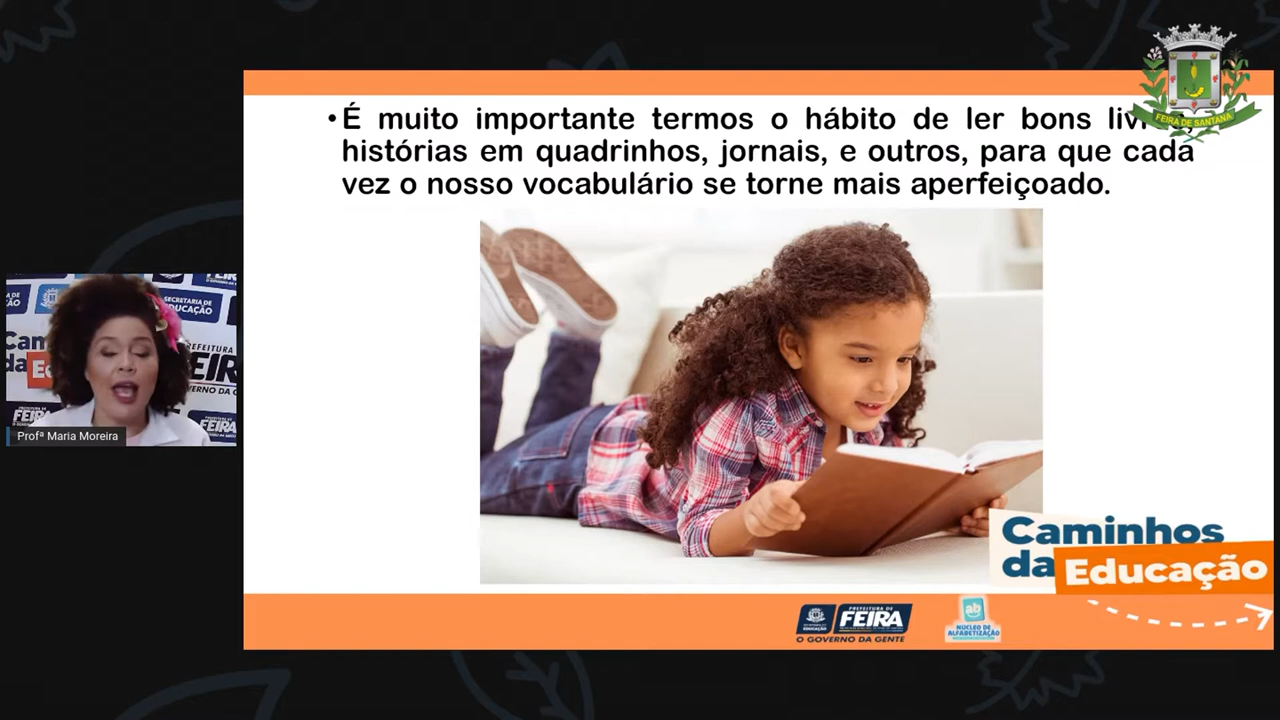 • É muito importante termos o hábito de ler bons
histórias em quadrinhos, jornais, e outros, para que cada
vez o nosso vocabulário se torne mais aperfeiçoado.
FEIRA DE SANTANA
SECRETARIA DE
EDUCAÇÃO
Profª Maria Moreira
Caminhos
da Educação
PREFEITURA DE
FEIRA
O GOVERNO DA GENTE
NÚCLEO DE
ALFABETIZAÇÃO